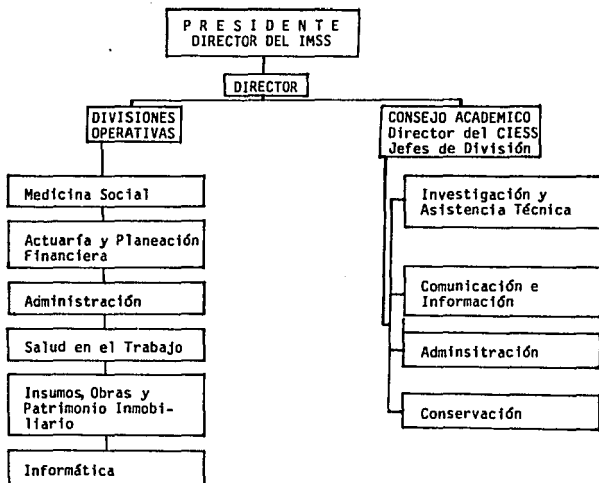 P R E S I D E N T E
DIRECTOR DEL IMSS
DIRECTOR
DIVISIONES
OPERATIVAS
Medicina Social
Actuaría y Planeación
Financiera
Administración
Salud en el Trabajo
Insumos, Obras y
Patrimonio Inmobi-
liario
Informática
CONSEJO ACADEMICO
Director del CIESS
Jefes de División
Investigación y
Asistencia Técnica
Comunicación e
Información
Adminsitración
Conservación